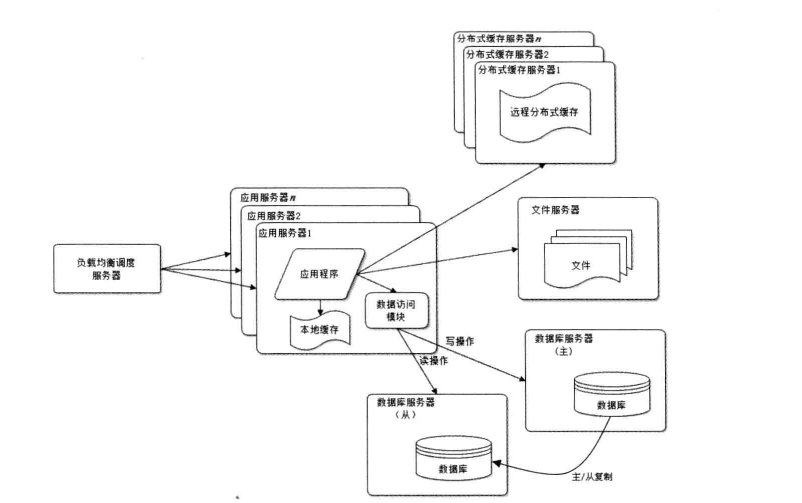 分布式缓存服务器n
分布式缓存服务器2
分布式缓存服务器1
远程分布式缓存
应用服务器n
应用服务器2
应用服务器1
文件服务器
负载均衡调度
服务器
应用程序
文件
数据访问
模块
本地缓存
写操作
读操作
数据库服务器
（主）
数据库
数据库服务器
（从）
数据库
主/从复制